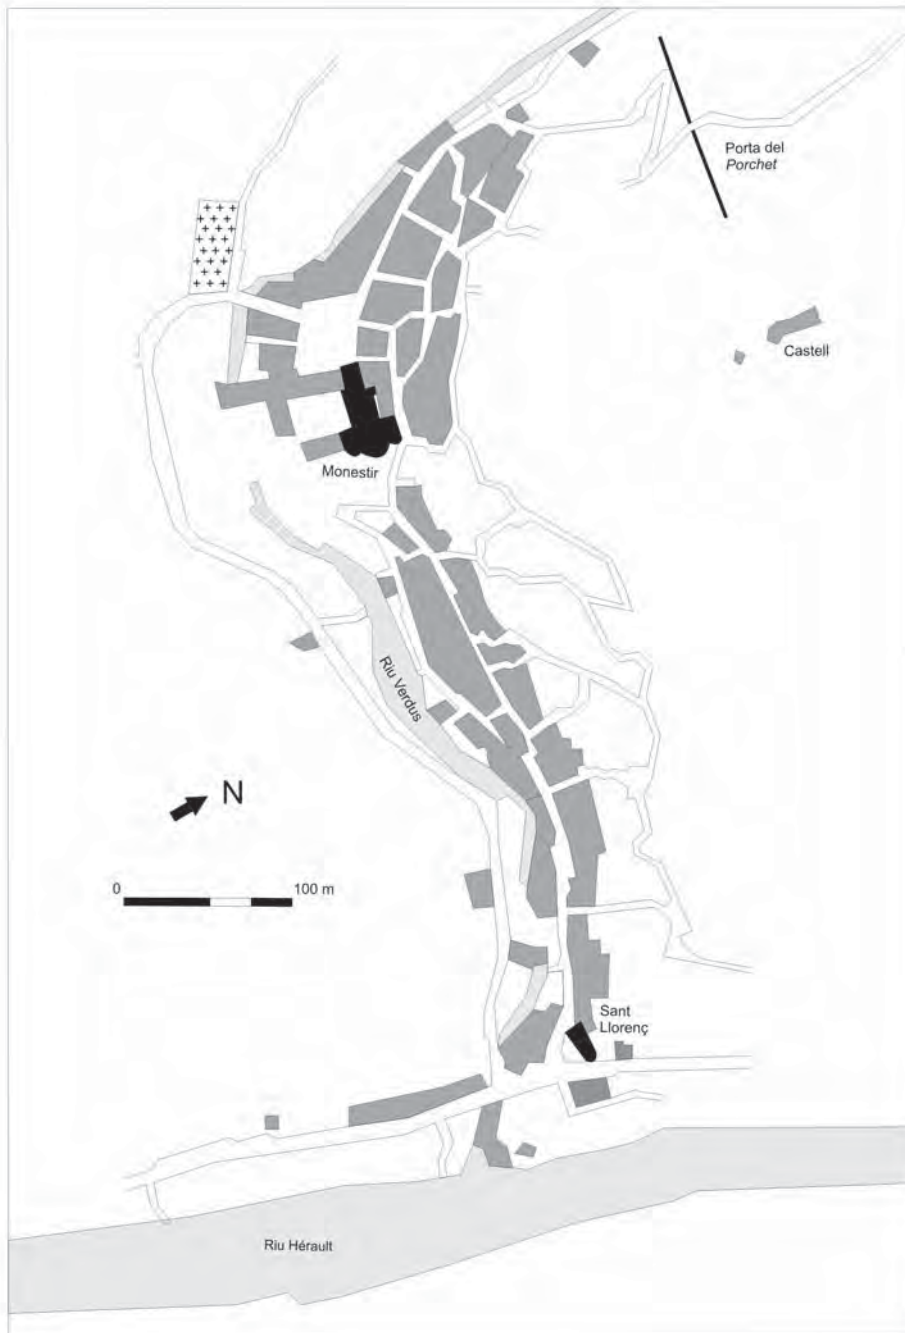 Porta del
Porchet
Castell
Monestir
Riu Verdus
N
0 100 m
Sant
Llorenç
Riu Hérault